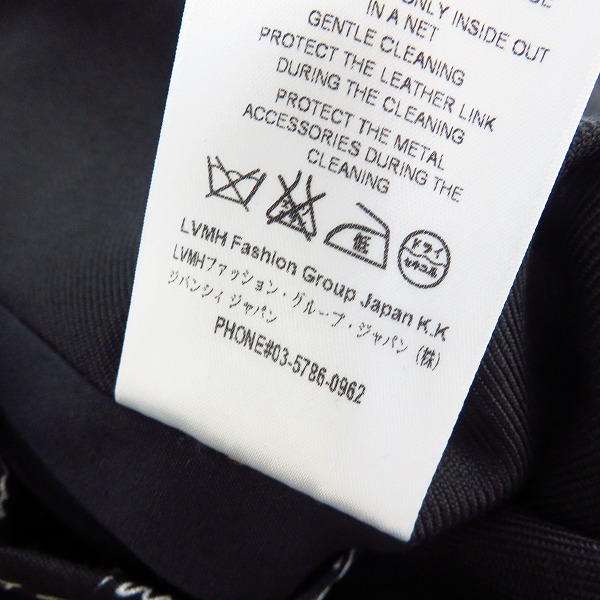 ONLY INSIDE OUT
IN A NET
GENTLE CLEANING
PROTECT THE LEATHER LINK
DURING THE CLEANING
PROTECT THE METAL
ACCESSORIES DURING THE
CLEANING
低
ドライ
セキユル
LVMH Fashion Group Japan K.K
LVMHファッション・グループ・ジャパン (株)
ジバンシィ ジャパン
PHONE#03-5786-0962